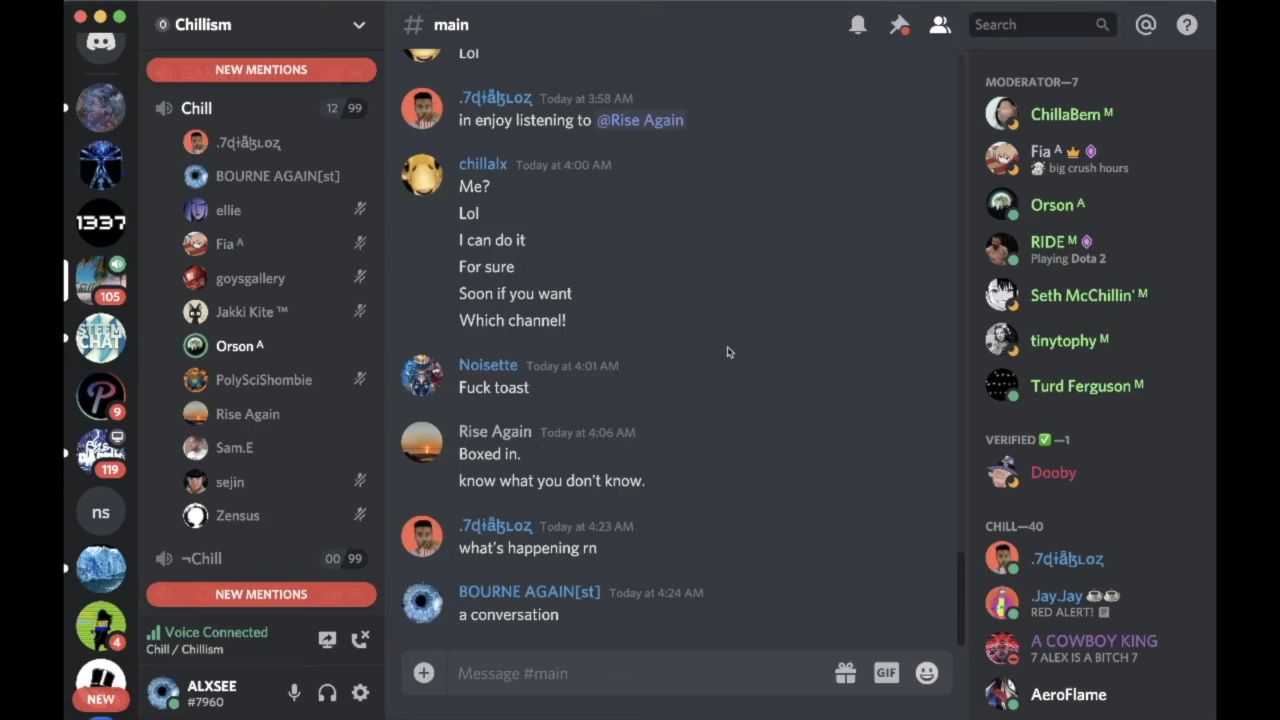 Chillism
NEW MENTIONS
Chill 12 99
BOURNE AGAIN[st]
ellie
Fia ᴬ
goysgallery
Jakki Kite ™
Orson ᴬ
PolySciShombie
Rise Again
Sam.E
sejin
Zensus
¬Chill 00 99
NEW MENTIONS
Voice Connected
Chill / Chillism
ALXSEE
#7960
1337
105
STEEM CHAT
9
119
ns
4
NEW
# main
Search
Lol
Today at 3:58 AM
in enjoy listening to @Rise Again
chillalx Today at 4:00 AM
Me?
Lol
I can do it
For sure
Soon if you want
Which channel!
Noisette Today at 4:01 AM
Fuck toast
Rise Again Today at 4:06 AM
Boxed in.
know what you don't know.
Today at 4:23 AM
what's happening rn
BOURNE AGAIN[st] Today at 4:24 AM
a conversation
Message #main
GIF
MODERATOR—7
ChillaBem ᴹ
Fia ᴬ
big crush hours
Orson ᴬ
RIDE ᴹ
Playing Dota 2
Seth McChillin' ᴹ
tinytophy ᴹ
Turd Ferguson ᴹ
VERIFIED ✅—1
Dooby
CHILL—40
.Jay.Jay ☕☕
RED ALERT!
A COWBOY KING
7 ALEX IS A BITCH 7
AeroFlame